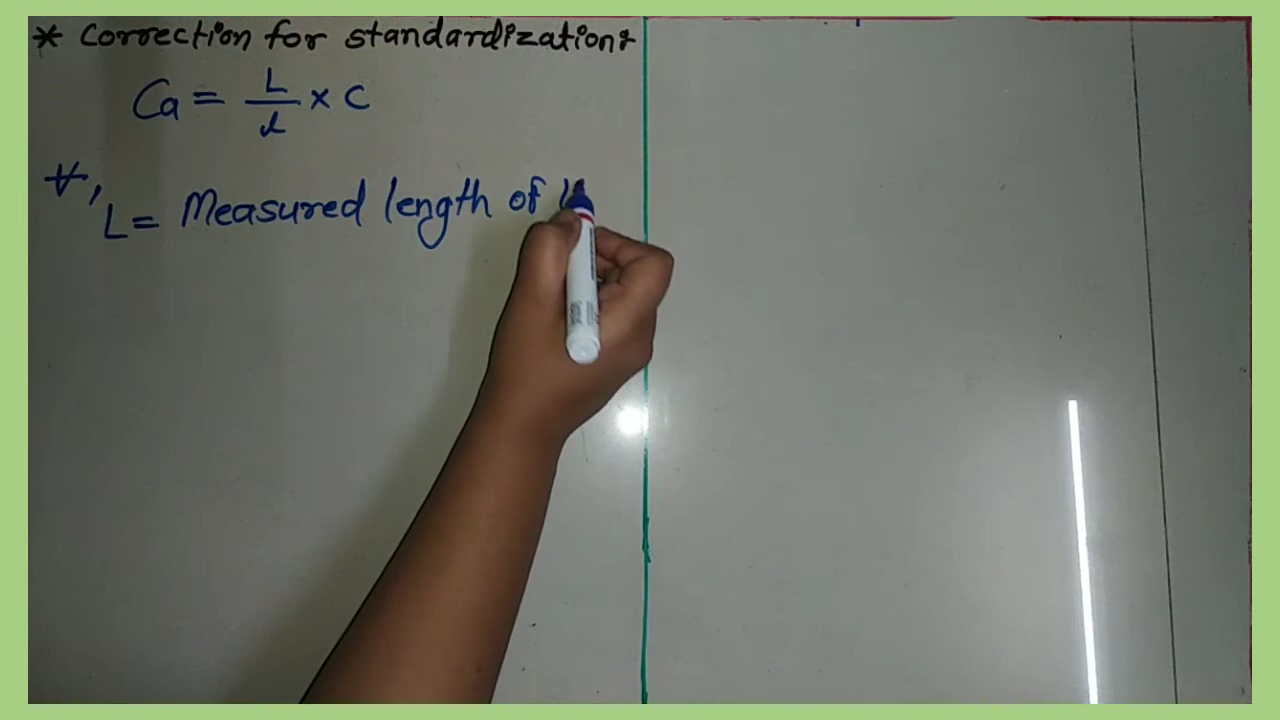 * Correction for standardization:
Ca = L/l × C
∀, L = Measured length of